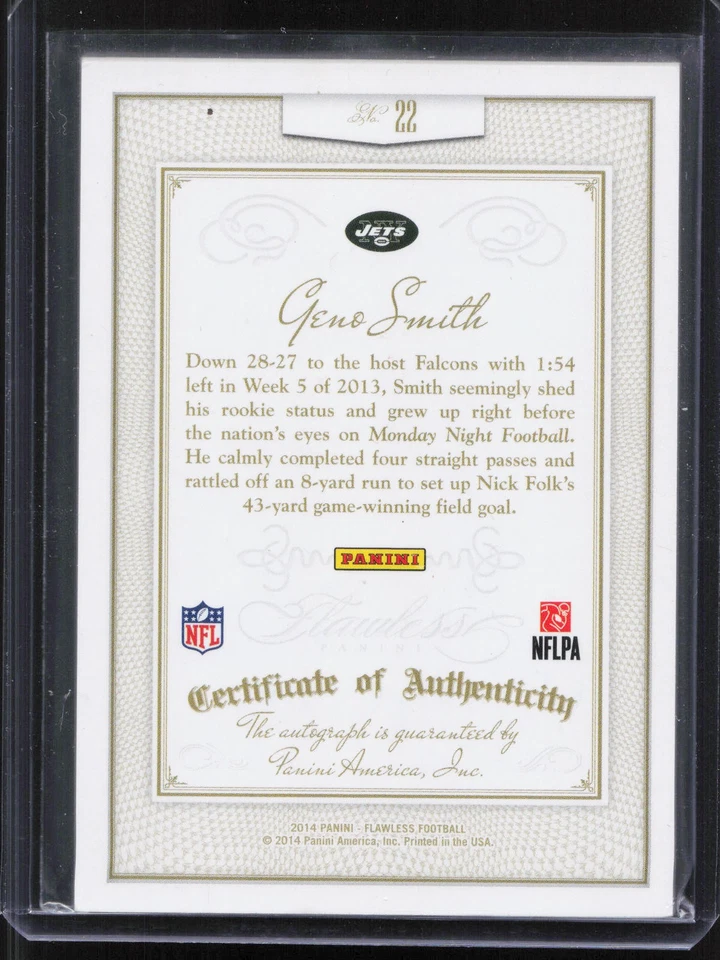 No. 22
JETS
Geno Smith
Down 28-27 to the host Falcons with 1:54
left in Week 5 of 2013, Smith seemingly shed
his rookie status and grew up right before
the nation's eyes on Monday Night Football.
He calmly completed four straight passes and
rattled off an 8-yard run to set up Nick Folk's
43-yard game-winning field goal.
PANINI
Flawless
PANINI
NFL
NFLPA
Certificate of Authenticity
The autograph is guaranteed by
Panini America, Inc.
2014 PANINI - FLAWLESS FOOTBALL
© 2014 Panini America, Inc. Printed in the USA.